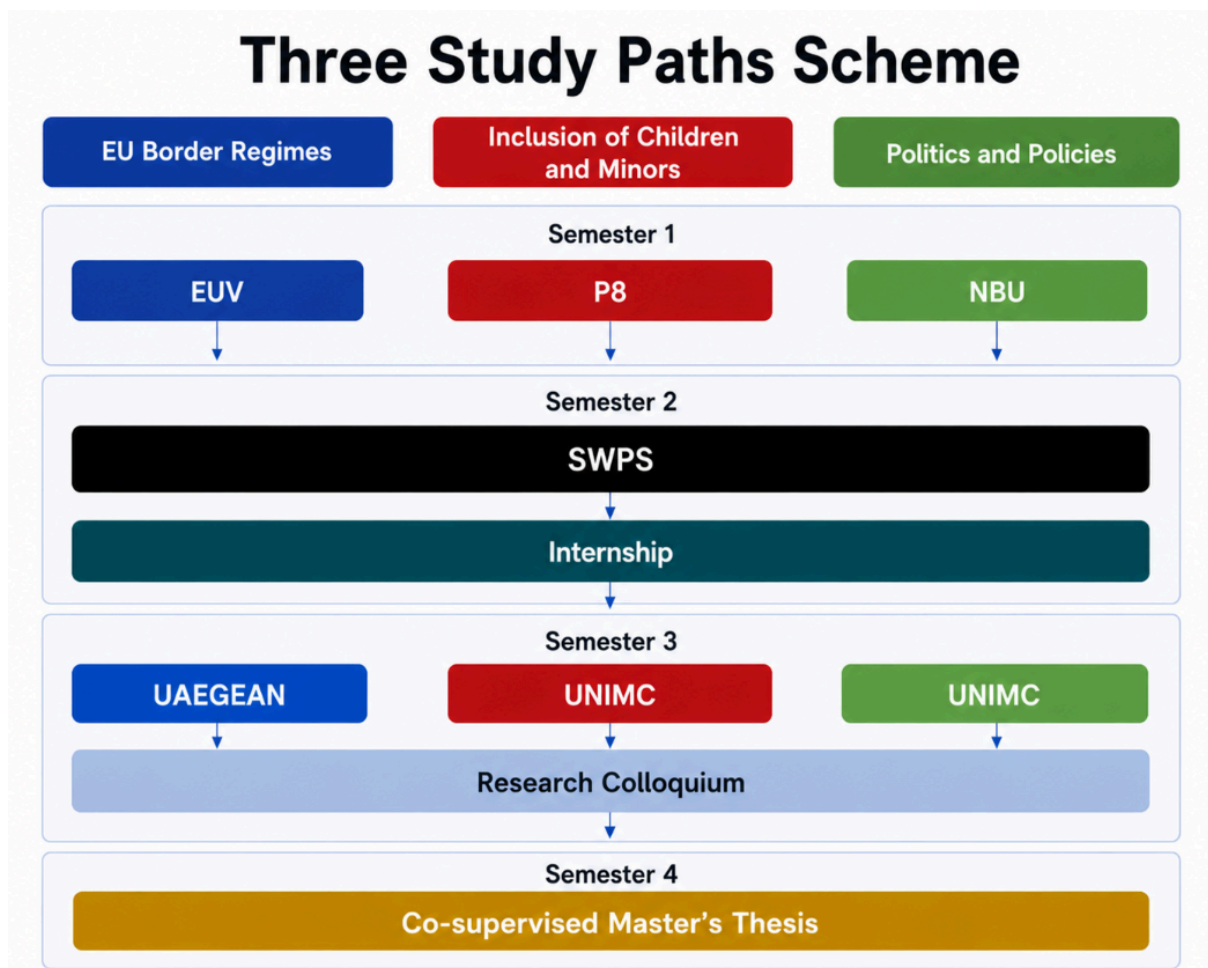 Three Study Paths Scheme
EU Border Regimes
Inclusion of Children
and Minors
Politics and Policies
Semester 1
EUV
P8
NBU
Semester 2
SWPS
Internship
Semester 3
UAEGEAN
UNIMC
UNIMC
Research Colloquium
Semester 4
Co-supervised Master’s Thesis